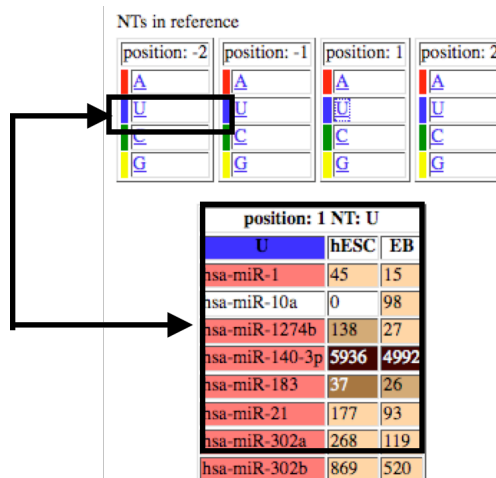 NTs in reference
position: -2 position: -1 position: 1 position: 2
A A A A
U U U U
C C C C
G G G G
position: 1 NT: U
U hESC EB
hsa-miR-1 45 15
hsa-miR-10a 0 98
hsa-miR-1274b 138 27
hsa-miR-140-3p 5936 4992
hsa-miR-183 37 26
hsa-miR-21 177 93
hsa-miR-302a 268 119
hsa-miR-302b 869 520